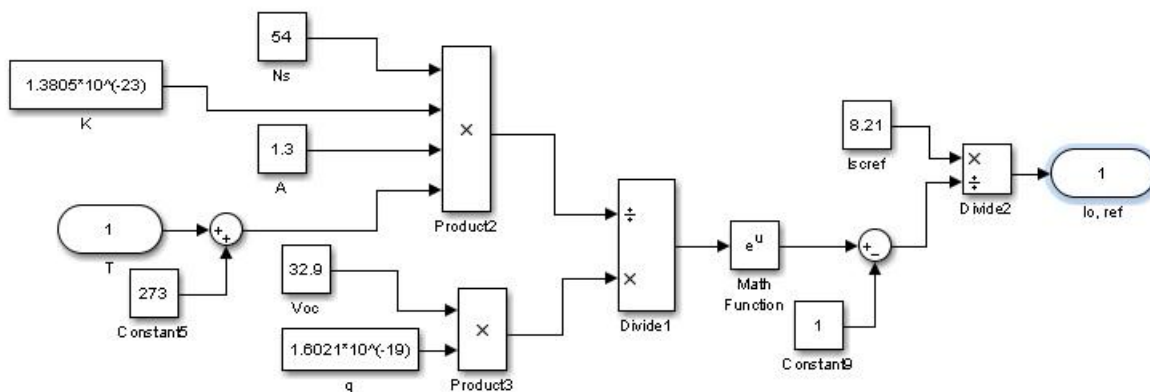 54
Ns
1.3805*10^(-23)
K
×
1.3
A
Product2
1
T
+
+
273
Constant5
32.9
Voc
1.6021*10^(-19)
q
×
Product3
÷
×
Divide1
e^u
Math
Function
+
−
1
Constant9
8.21
Iscref
×
÷
Divide2
1
Io, ref